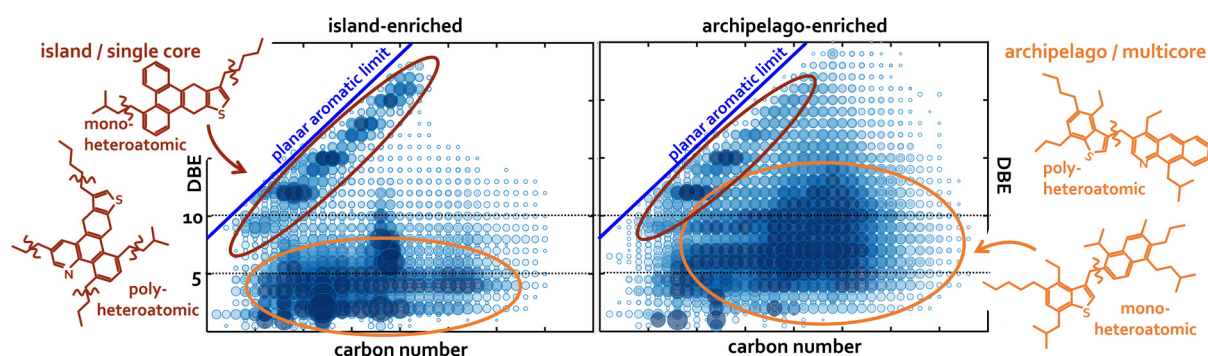 island-enriched
archipelago-enriched
island / single core
mono-
heteroatomic
poly-
heteroatomic
N
S
S
planar aromatic limit
DBE
10
5
carbon number
planar aromatic limit
DBE
carbon number
archipelago / multicore
poly-
heteroatomic
S
N
mono-
heteroatomic
S